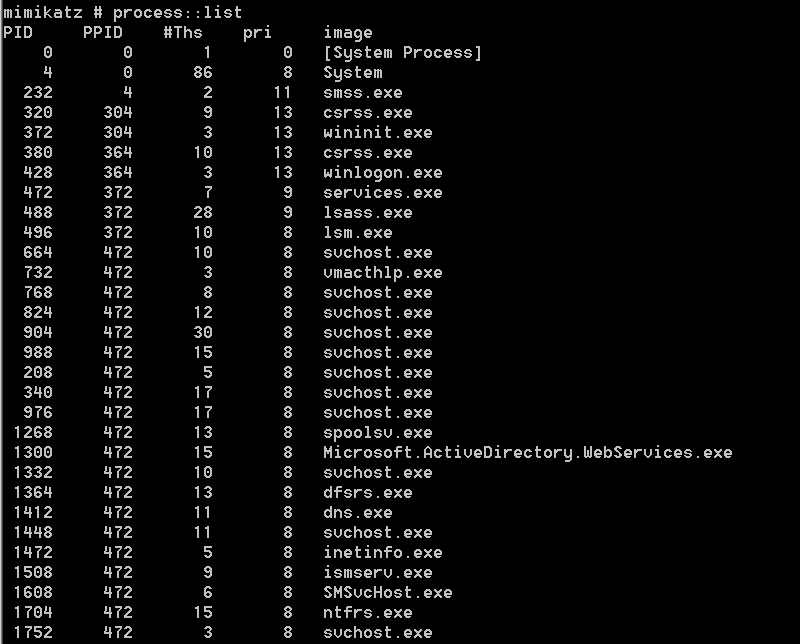 mimikatz # process::list
PID PPID #Ths pri image
0 0 1 0 [System Process]
4 0 86 8 System
232 4 2 11 smss.exe
320 304 9 13 csrss.exe
372 304 3 13 wininit.exe
380 364 10 13 csrss.exe
428 364 3 13 winlogon.exe
472 372 7 9 services.exe
488 372 28 9 lsass.exe
496 372 10 8 lsm.exe
664 472 10 8 svchost.exe
732 472 3 8 vmacthlp.exe
768 472 8 8 svchost.exe
824 472 12 8 svchost.exe
904 472 30 8 svchost.exe
988 472 15 8 svchost.exe
208 472 5 8 svchost.exe
340 472 17 8 svchost.exe
976 472 17 8 svchost.exe
1268 472 13 8 spoolsv.exe
1300 472 15 8 Microsoft.ActiveDirectory.WebServices.exe
1332 472 10 8 svchost.exe
1364 472 13 8 dfsrs.exe
1412 472 11 8 dns.exe
1448 472 11 8 svchost.exe
1472 472 5 8 inetinfo.exe
1508 472 9 8 ismserv.exe
1608 472 6 8 SMSvcHost.exe
1704 472 15 8 ntfrs.exe
1752 472 3 8 svchost.exe